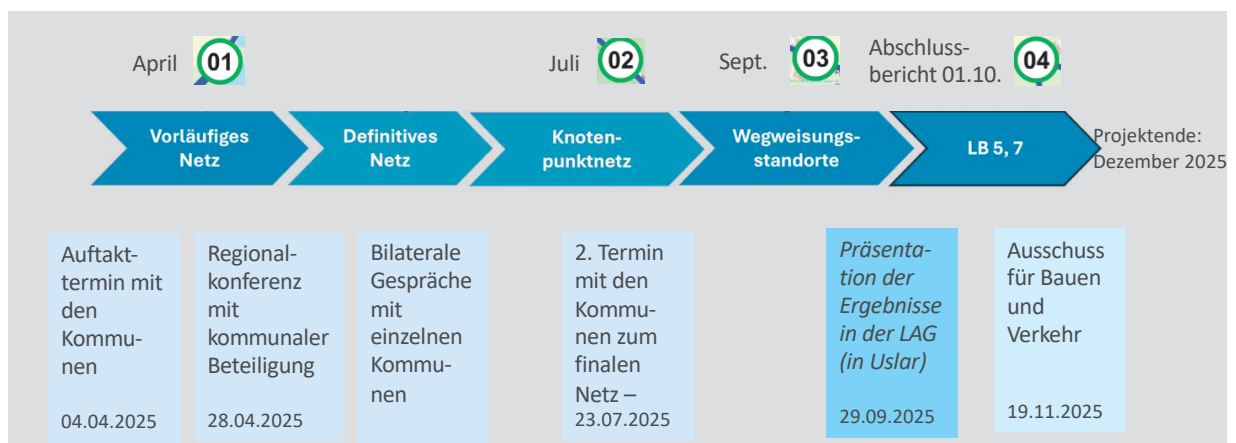 April
01
Juli
02
Sept.
03
Abschluss-
bericht 01.10.
04
Vorläufiges
Netz
Definitives
Netz
Knoten-
punktnetz
Wegweisungs-
standorte
LB 5, 7
Projektende:
Dezember 2025
Auftakt-
termin mit
den
Kommu-
nen
04.04.2025
Regional-
konferenz
mit
kommunaler
Beteiligung
28.04.2025
Bilaterale
Gespräche
mit
einzelnen
Kommu-
nen
2. Termin
mit den
Kommu-
nen zum
finalen
Netz –
23.07.2025
Präsenta-
tion der
Ergebnisse
in der LAG
(in Uslar)
29.09.2025
Ausschuss
für Bauen
und
Verkehr
19.11.2025